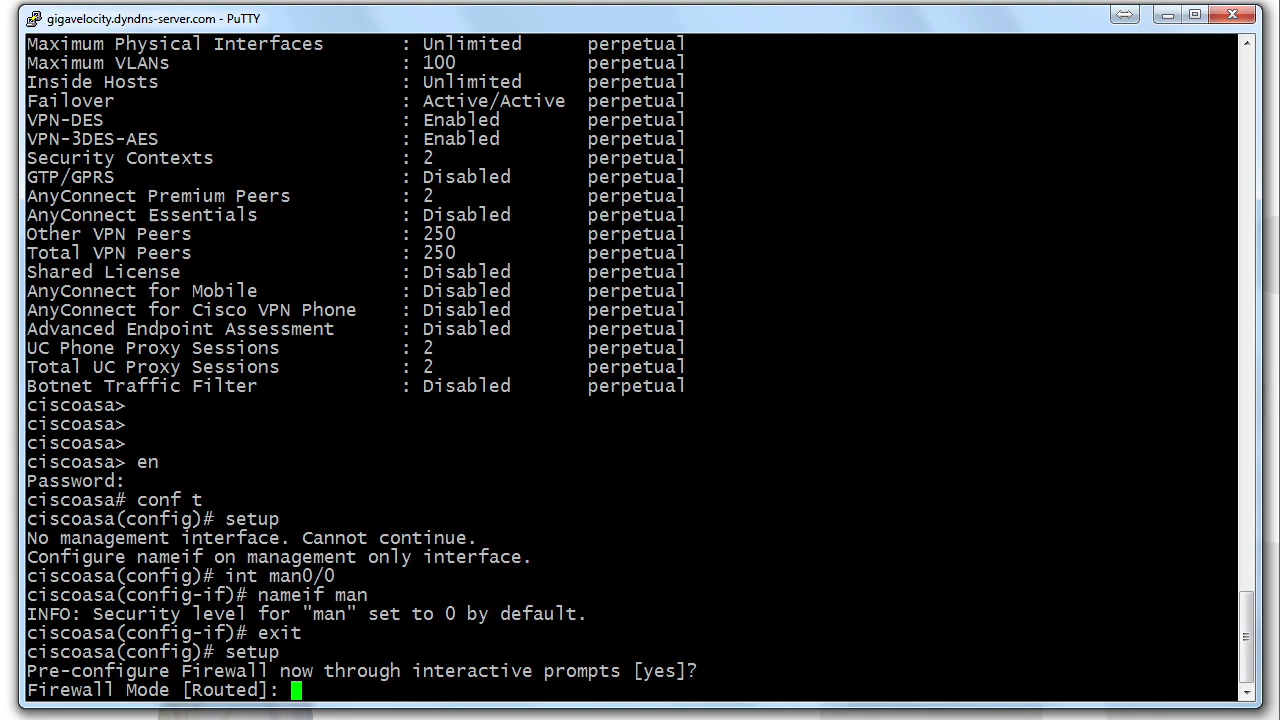 gigavelocity.dyndns-server.com - PuTTY
Maximum Physical Interfaces : Unlimited perpetual
Maximum VLANs : 100 perpetual
Inside Hosts : Unlimited perpetual
Failover : Active/Active perpetual
VPN-DES : Enabled perpetual
VPN-3DES-AES : Enabled perpetual
Security Contexts : 2 perpetual
GTP/GPRS : Disabled perpetual
AnyConnect Premium Peers : 2 perpetual
AnyConnect Essentials : Disabled perpetual
Other VPN Peers : 250 perpetual
Total VPN Peers : 250 perpetual
Shared License : Disabled perpetual
AnyConnect for Mobile : Disabled perpetual
AnyConnect for Cisco VPN Phone : Disabled perpetual
Advanced Endpoint Assessment : Disabled perpetual
UC Phone Proxy Sessions : 2 perpetual
Total UC Proxy Sessions : 2 perpetual
Botnet Traffic Filter : Disabled perpetual
ciscoasa>
ciscoasa>
ciscoasa>
ciscoasa> en
Password:
ciscoasa# conf t
ciscoasa(config)# setup
No management interface. Cannot continue.
Configure nameif on management only interface.
ciscoasa(config)# int man0/0
ciscoasa(config-if)# nameif man
INFO: Security level for "man" set to 0 by default.
ciscoasa(config-if)# exit
ciscoasa(config)# setup
Pre-configure Firewall now through interactive prompts [yes]?
Firewall Mode [Routed]: